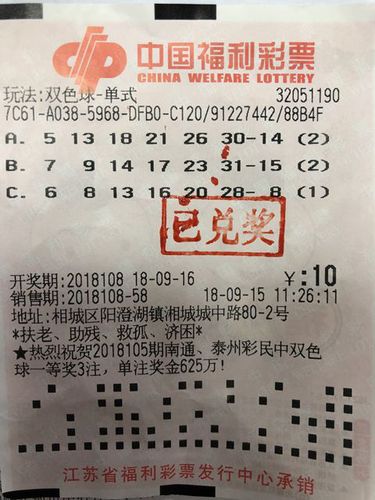 中国福利彩票
CHINA WELFARE LOTTERY
玩法:双色球-单式 32051190
7C61-A038-5968-DFB0-C120/91227442/88B4F
A. 5 13 18 21 26 30-14 (2)
B. 7 9 14 17 23 31-15 (2)
C. 6 8 13 16 20 28- 8 (1)
已兑奖
开奖期:2018108 18-09-16 ¥:10
销售期:2018108-58 18-09-15 11:26:11
地址:相城区阳澄湖镇湘城城中路80-2号
*扶老、助残、救孤、济困*
★热烈祝贺2018105期南通、泰州彩民中双色
球一等奖3注，单注奖金625万!
江苏省福利彩票发行中心承销